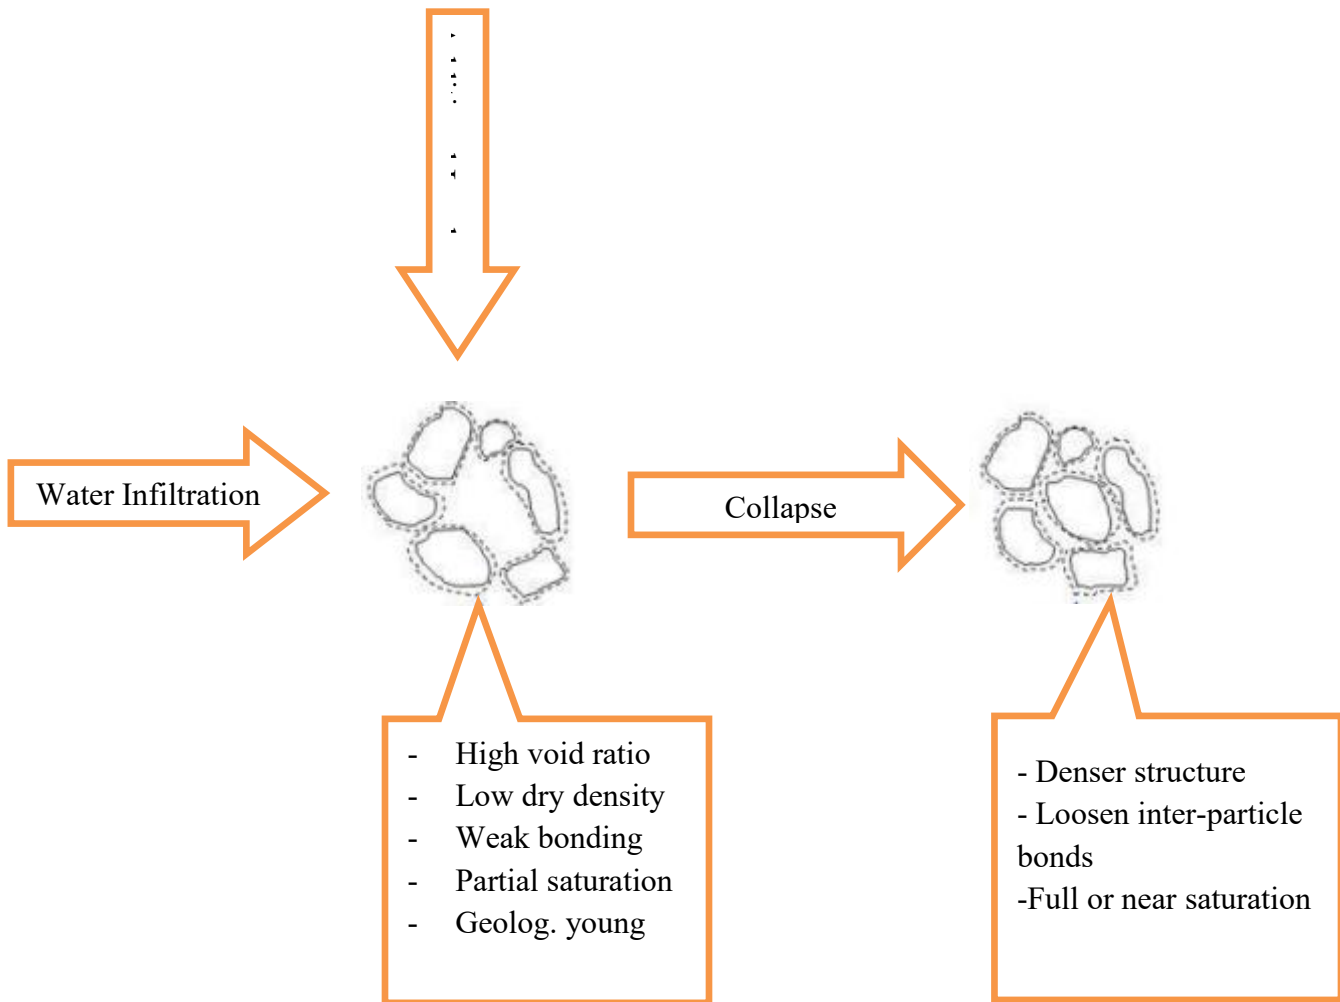 Water Infiltration
Collapse
- High void ratio
- Low dry density
- Weak bonding
- Partial saturation
- Geolog. young
- Denser structure
- Loosen inter-particle
bonds
-Full or near saturation